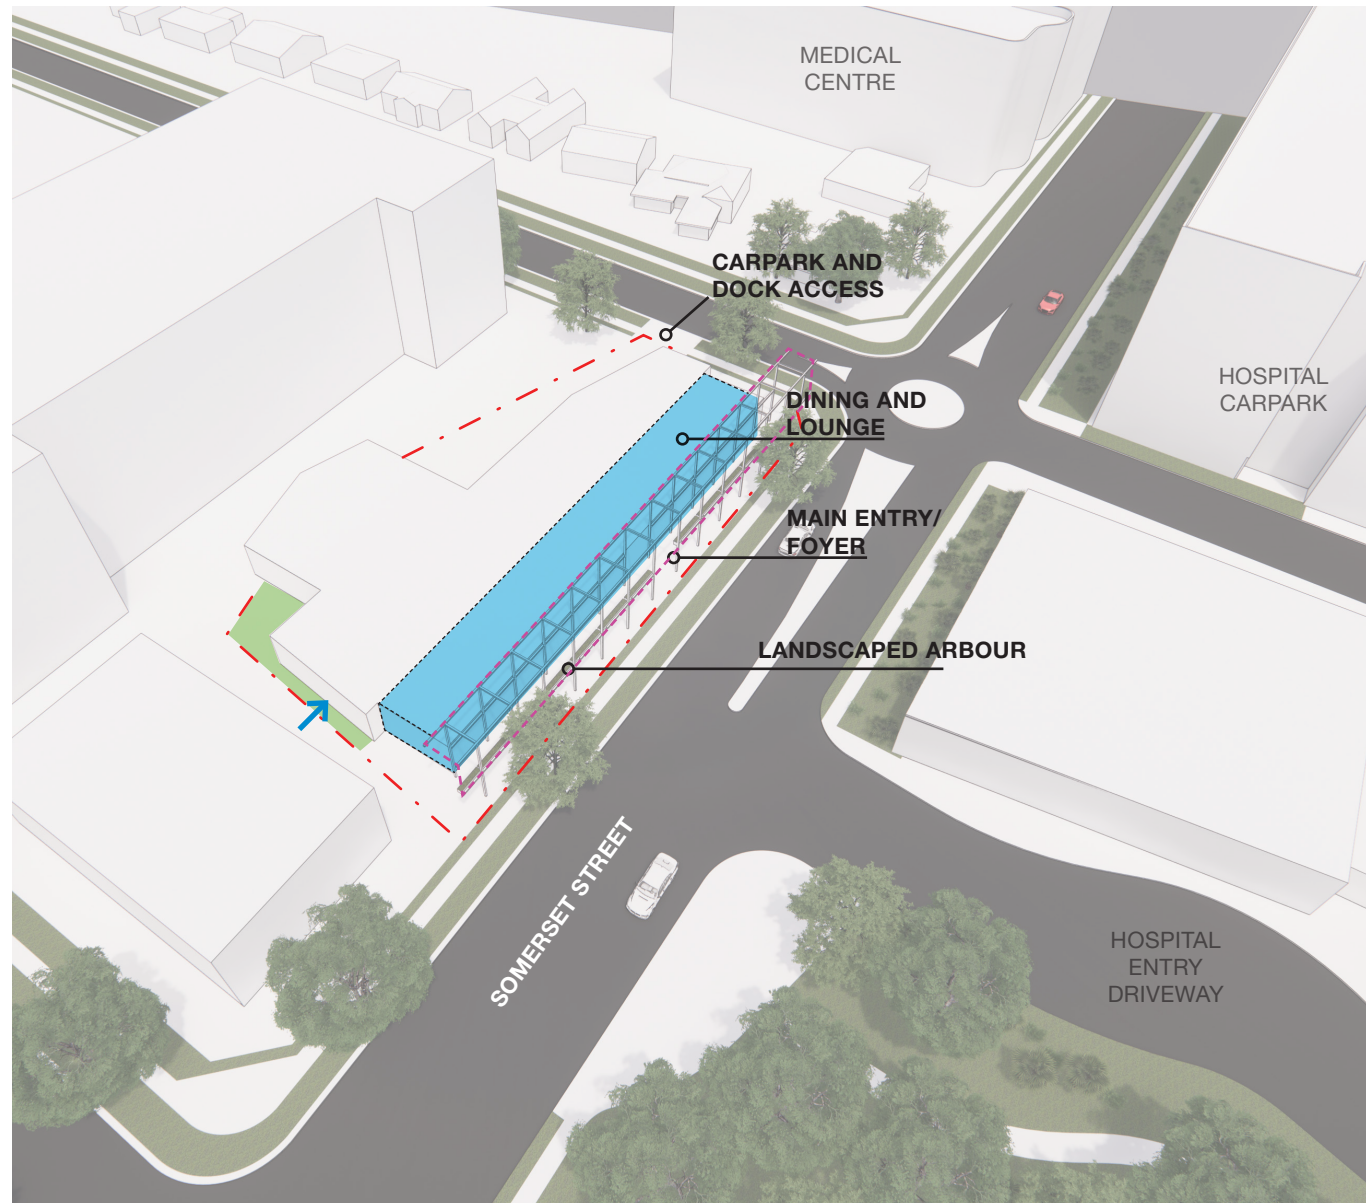 MEDICAL
CENTRE
CARPARK AND
DOCK ACCESS
HOSPITAL
CARPARK
DINING AND
LOUNGE
MAIN ENTRY/
FOYER
LANDSCAPED ARBOUR
SOMERSET STREET
HOSPITAL
ENTRY
DRIVEWAY